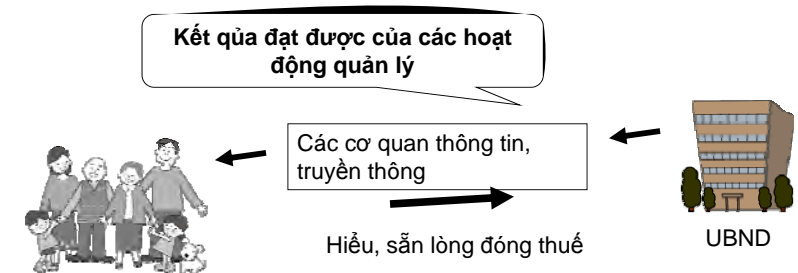 Kết qủa đạt được của các hoạt
động quản lý
Các cơ quan thông tin,
truyền thông
Hiểu, sẵn lòng đóng thuế
UBND